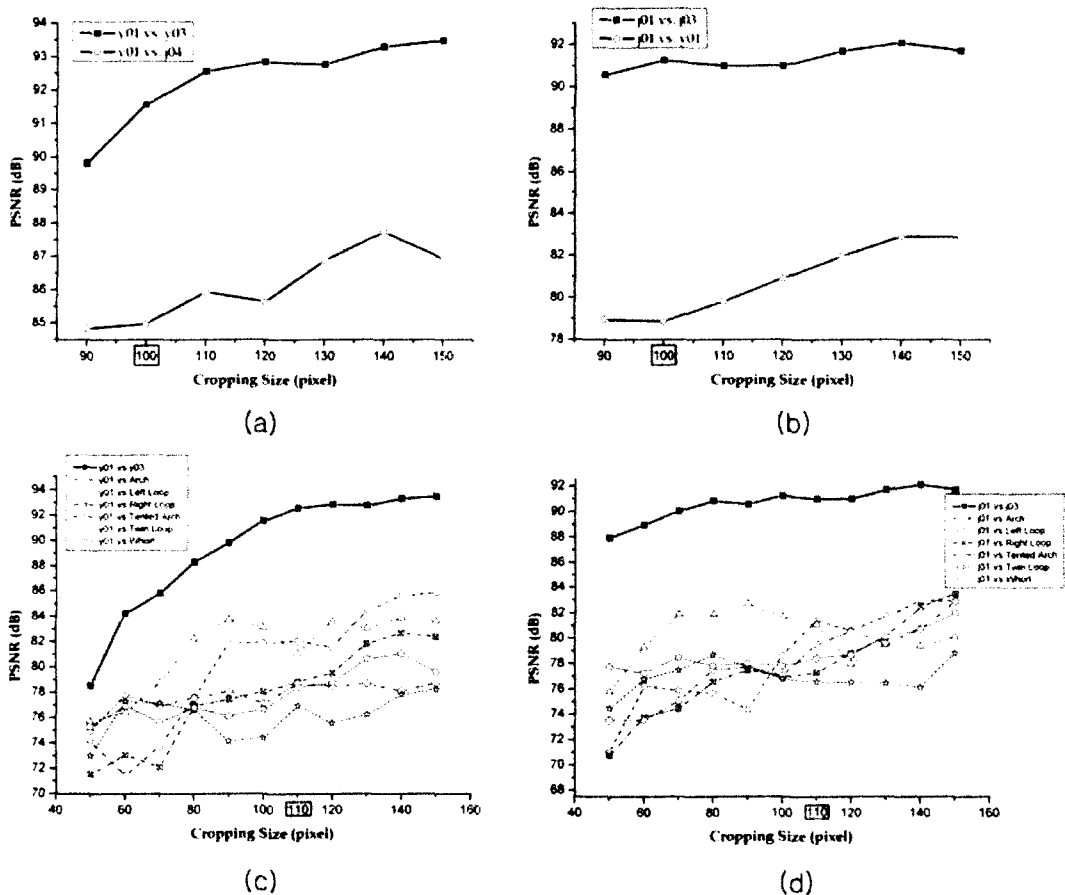 y01 vs. y03
y01 vs. j04
94
93
92
91
90
89
88
87
86
85
PSNR (dB)
90 100 110 120 130 140 150
Cropping Size (pixel)
(a)
j01 vs. j03
j01 vs. y01
92
90
88
86
84
82
80
78
PSNR (dB)
90 100 110 120 130 140 150
Cropping Size (pixel)
(b)
y01 vs y03
y01 vs Arch
y01 vs Left Loop
y01 vs Right Loop
y01 vs Tented Arch
y01 vs Twin Loop
y01 vs Whorl
94
92
90
88
86
84
82
80
78
76
74
72
70
PSNR (dB)
40 60 80 100 110 120 140 160
Cropping Size (pixel)
(c)
j01 vs j03
j01 vs Arch
j01 vs Left Loop
j01 vs Right Loop
j01 vs Tented Arch
j01 vs Twin Loop
j01 vs Whorl
92
90
88
86
84
82
80
78
76
74
72
70
68
PSNR (dB)
40 60 80 100 110 120 140 160
Cropping Size (pixel)
(d)